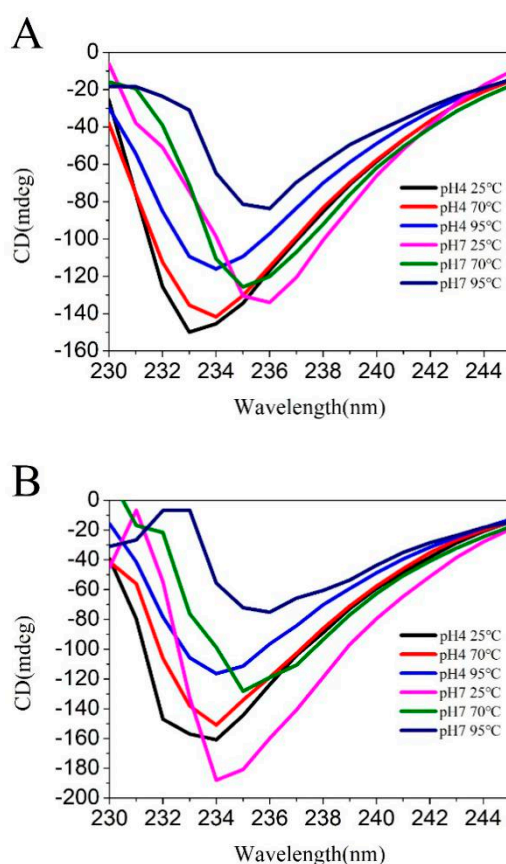 A
0
-20
-40
-60
-80
-100
-120
-140
-160
CD(mdcg)
pH4 25℃
pH4 70℃
pH4 95℃
pH7 25℃
pH7 70℃
pH7 95℃
230 232 234 236 238 240 242 244
Wavelength(nm)
B
0
-20
-40
-60
-80
-100
-120
-140
-160
-180
-200
CD(mdcg)
pH4 25℃
pH4 70℃
pH4 95℃
pH7 25℃
pH7 70℃
pH7 95℃
230 232 234 236 238 240 242 244
Wavelength(nm)